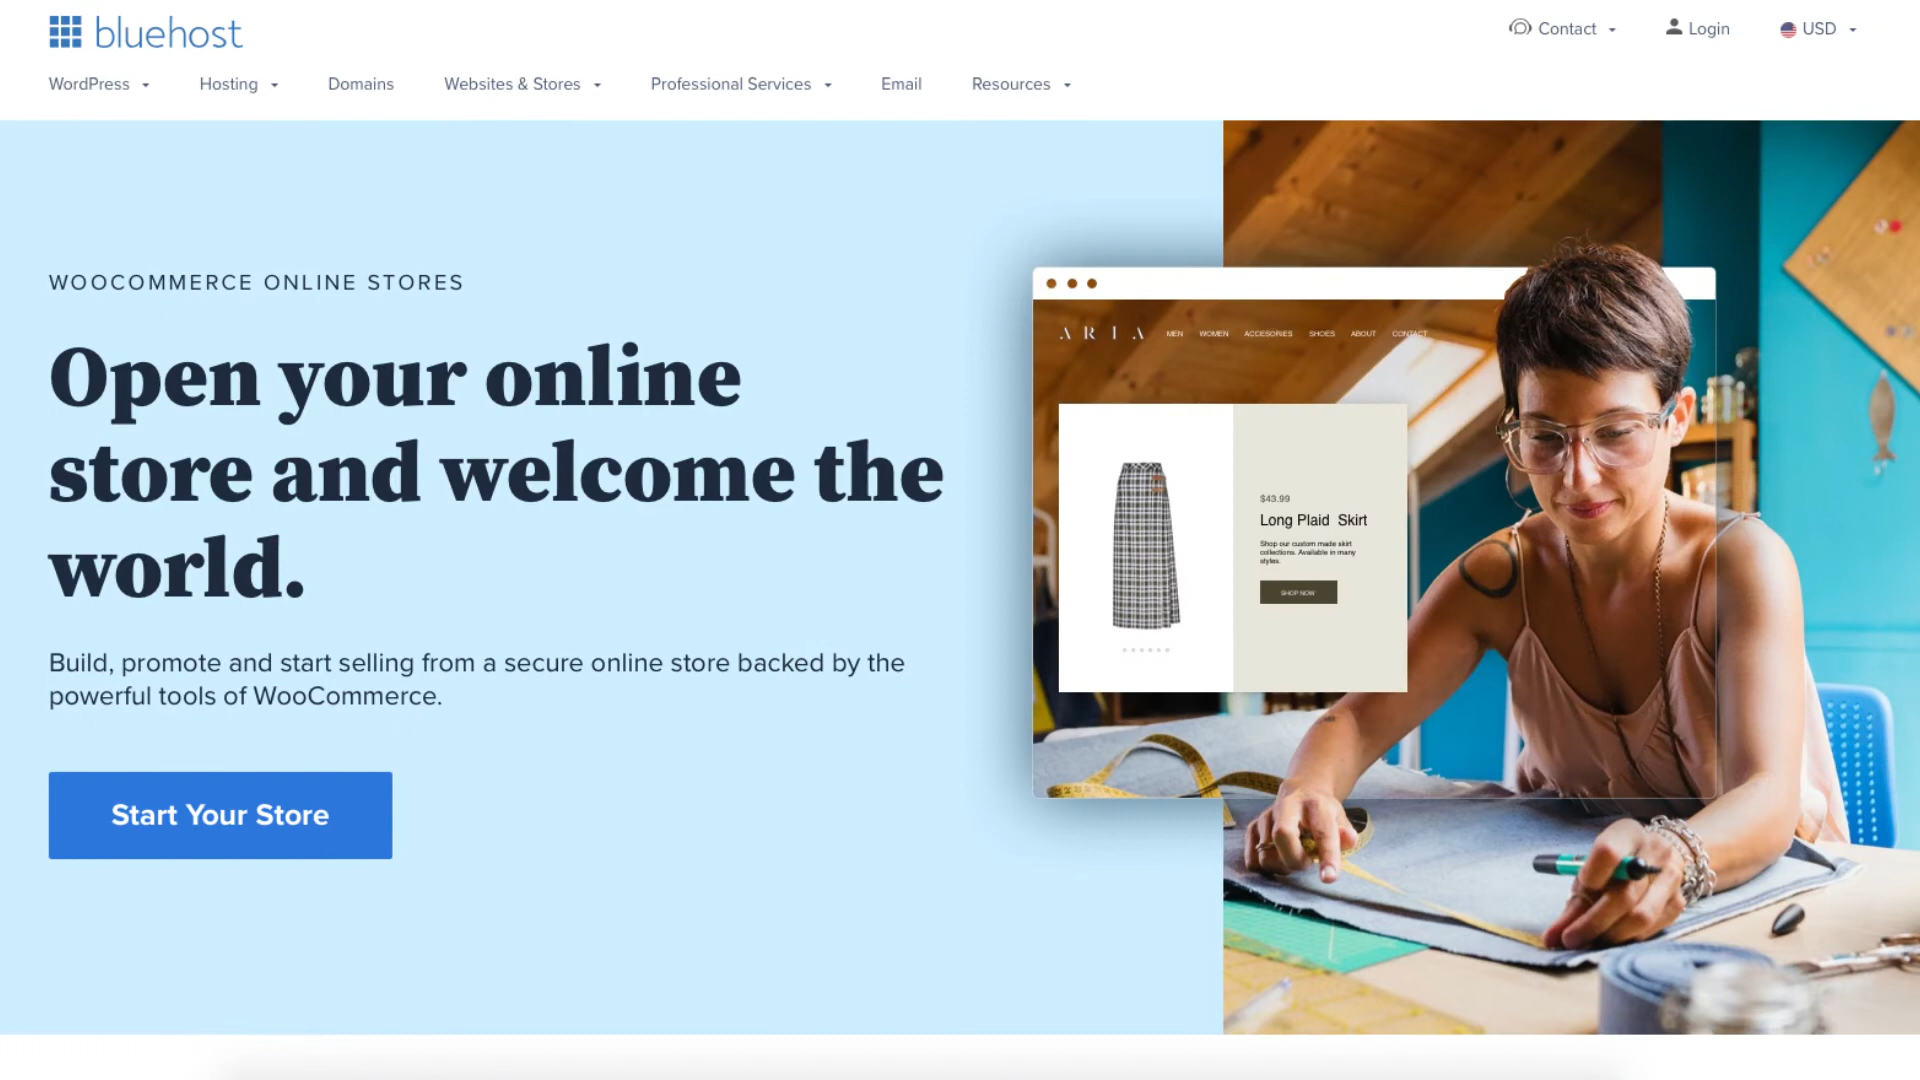 bluehost
Contact
Login
USD
WordPress
Hosting
Domains
Websites & Stores
Professional Services
Email
Resources
WOOCOMMERCE ONLINE STORES
Open your online
store and welcome the
world.
Build, promote and start selling from a secure online store backed by the
powerful tools of WooCommerce.
Start Your Store
ARIA
MEN
WOMEN
ACCESORIES
SHOES
ABOUT
CONTACT
$43.99
Long Plaid Skirt
Shop our custom made skirt
collections. Available in many
styles.
SHOP NOW